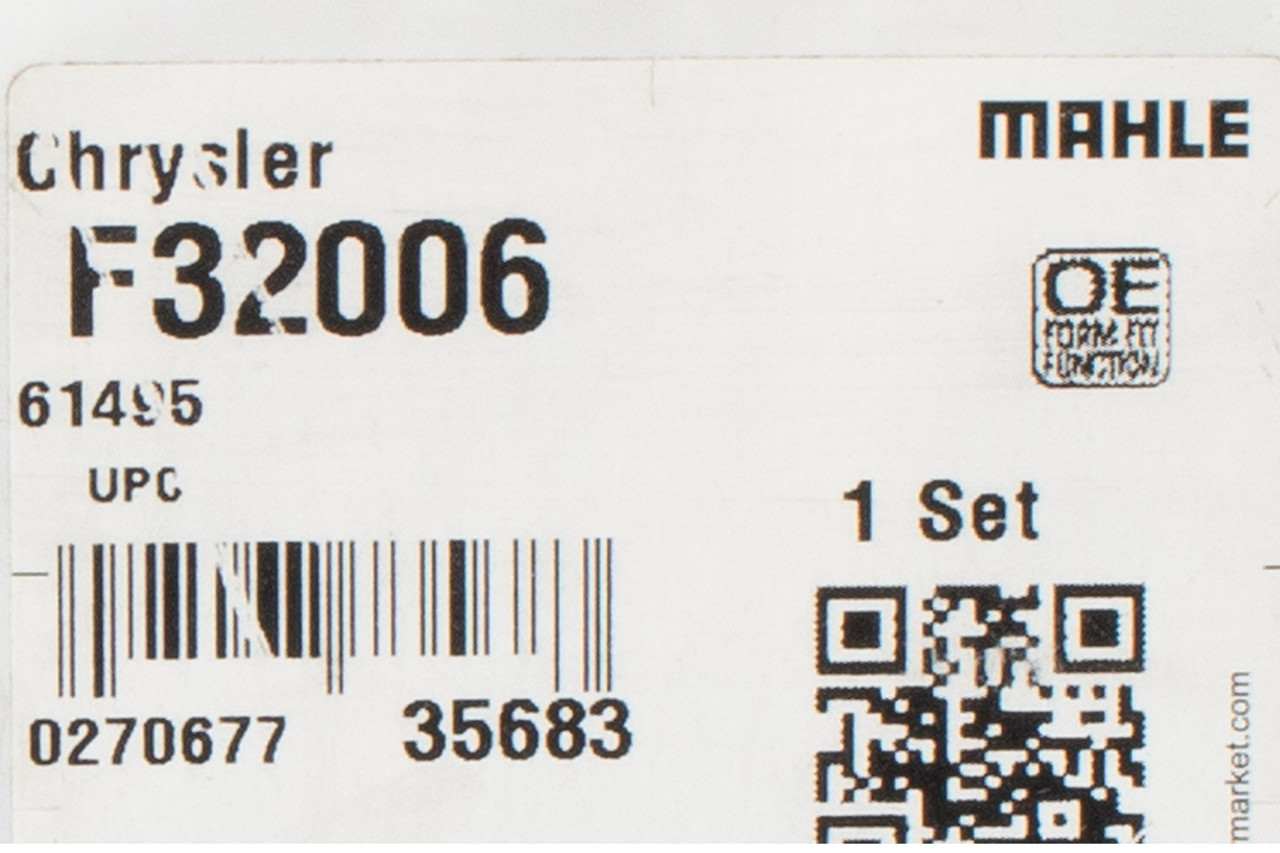 MAHLE
Chrysler
F32006
OE
FORM FIT
FUNCTION
61495
UPC
1 Set
0270677 35683
market.com